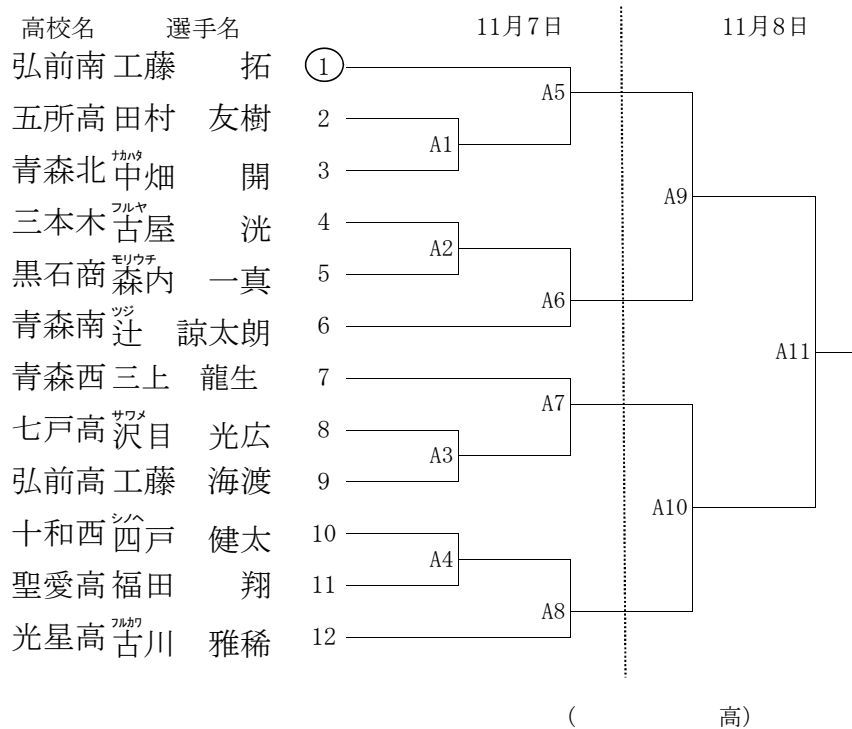 高校名 選手名 11月7日 11月8日
弘前南 工藤 拓 1
A5
五所高 田村 友樹 2
A1
ナカハタ
青森北 中畑 開 3
A9
フルヤ
三本木 古屋 洸 4
A2
モリウチ
黒石商 森内 一真 5
A6
ツジ
青森南 辻 諒太朗 6
A11
青森西 三上 龍生 7
A7
サワメ
七戸高 沢目 光広 8
A3
弘前高 工藤 海渡 9
A10
シノヘ
十和西 四戸 健太 10
A4
聖愛高 福田 翔 11
A8
フルカワ
光星高 古川 雅稀 12
( 高)